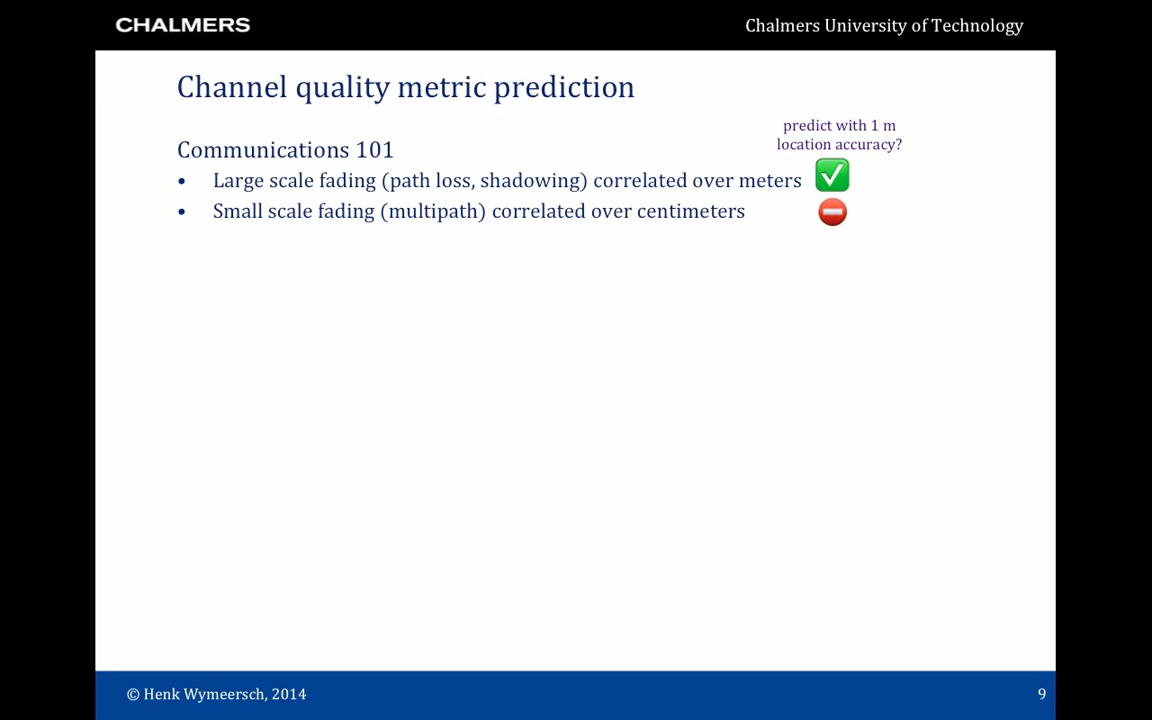 CHALMERS
Chalmers University of Technology
Channel quality metric prediction
predict with 1 m
location accuracy?
Communications 101
• Large scale fading (path loss, shadowing) correlated over meters
• Small scale fading (multipath) correlated over centimeters
© Henk Wymeersch, 2014
9